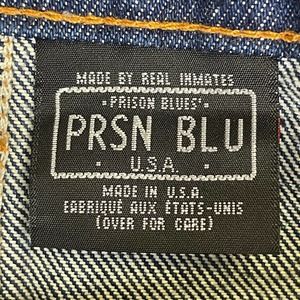 MADE BY REAL INMATES
· PRISON BLUES' ·
PRSN BLU
· U.S.A. ·
MADE IN U.S.A.
FABRIQUÉ AUX ÉTATS-UNIS
(OVER FOR CARE)